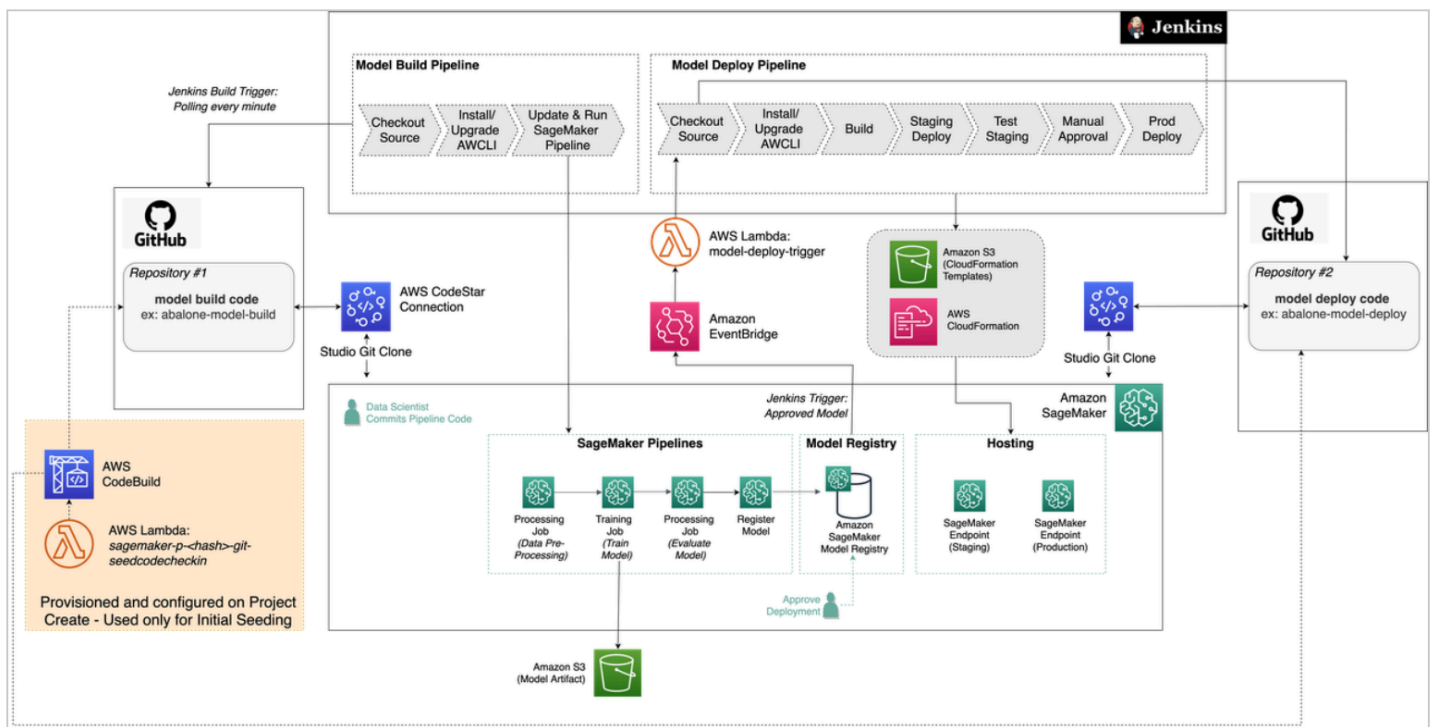 Jenkins
Model Build Pipeline
Model Deploy Pipeline
Jenkins Build Trigger:
Polling every minute
Checkout
Source
Install/
Upgrade
AWCLI
Update & Run
SageMaker
Pipeline
Checkout
Source
Install/
Upgrade
AWCLI
Build
Staging
Deploy
Test
Staging
Manual
Approval
Prod
Deploy
GitHub
Repository #1
model build code
ex: abalone-model-build
AWS CodeStar
Connection
Studio Git Clone
AWS Lambda:
model-deploy-trigger
Amazon
EventBridge
Amazon S3
(CloudFormation
Templates)
AWS
CloudFormation
GitHub
Repository #2
model deploy code
ex: abalone-model-deploy
Studio Git Clone
Amazon
SageMaker
Data Scientist
Commits Pipeline Code
Jenkins Trigger:
Approved Model
SageMaker Pipelines
Model Registry
Hosting
Processing
Job
(Data Pre-
Processing)
Training
Job
(Train
Model)
Processing
Job
(Evaluate Model)
Register
Model
Amazon
SageMaker
Model Registry
SageMaker
Endpoint
(Staging)
SageMaker
Endpoint
(Production)
Approve
Deployment
AWS
CodeBuild
AWS Lambda:
sagemaker-p-<hash>-git-
seedcodecheckin
Provisioned and configured on Project
Create - Used only for Initial Seeding
Amazon S3
(Model Artifact)